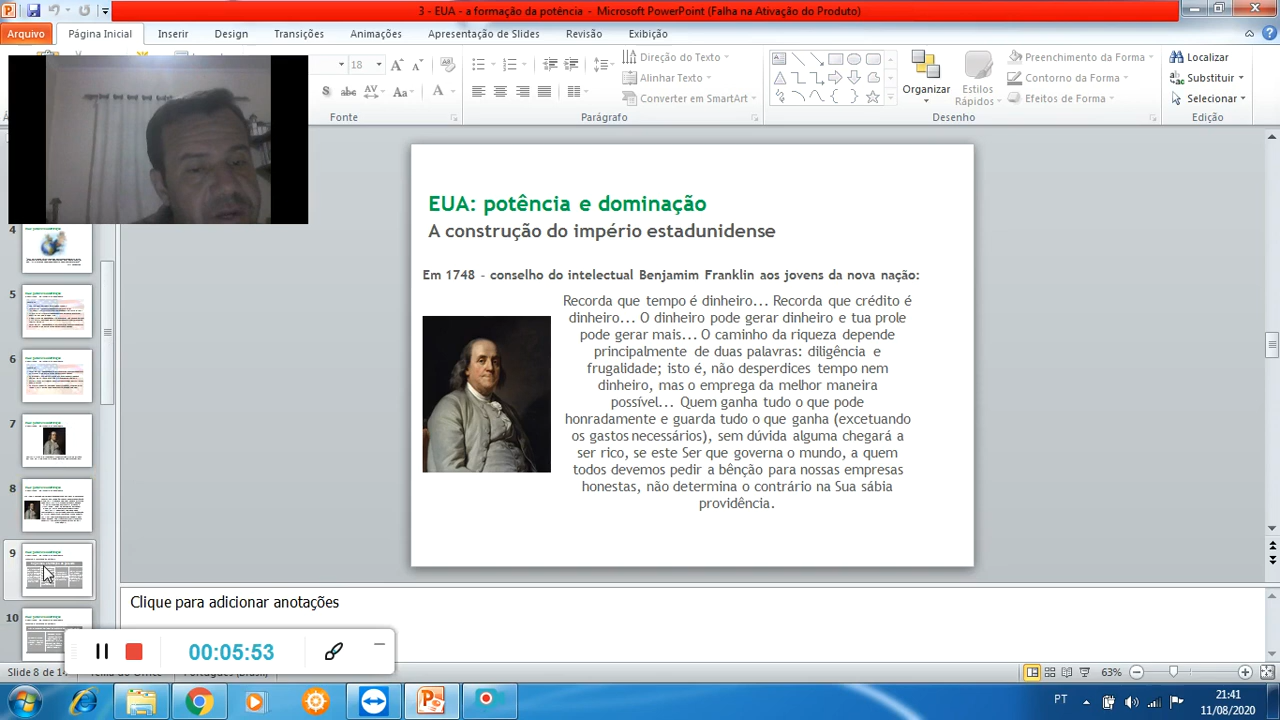 3 - EUA - a formação da potência - Microsoft PowerPoint (Falha na Ativação do Produto)
Arquivo Página Inicial Inserir Design Transições Animações Apresentação de Slides Revisão Exibição
18 Direção do Texto Preenchimento da Forma Localizar
Alinhar Texto Contorno da Forma Substituir
Converter em SmartArt Organizar Estilos Rápidos Efeitos de Forma Selecionar
Fonte Parágrafo Desenho Edição
EUA: potência e dominação
A construção do império estadunidense
Em 1748 - conselho do intelectual Benjamim Franklin aos jovens da nova nação:
Recorda que tempo é dinheiro... Recorda que crédito é
dinheiro... O dinheiro pode gerar dinheiro e tua prole
pode gerar mais... O caminho da riqueza depende
principalmente de duas palavras: diligência e
frugalidade; isto é, não desperdices tempo nem
dinheiro, mas o emprega da melhor maneira
possível... Quem ganha tudo o que pode
honradamente e guarda tudo o que ganha (excetuando
os gastos necessários), sem dúvida alguma chegará a
ser rico, se este Ser que governa o mundo, a quem
todos devemos pedir a bênção para nossas empresas
honestas, não determina o contrário na Sua sábia
providência.
4
5
6
7
8
9
10
Clique para adicionar anotações
00:05:53
Slide 8 de 14 63%
PT 21:41
11/08/2020